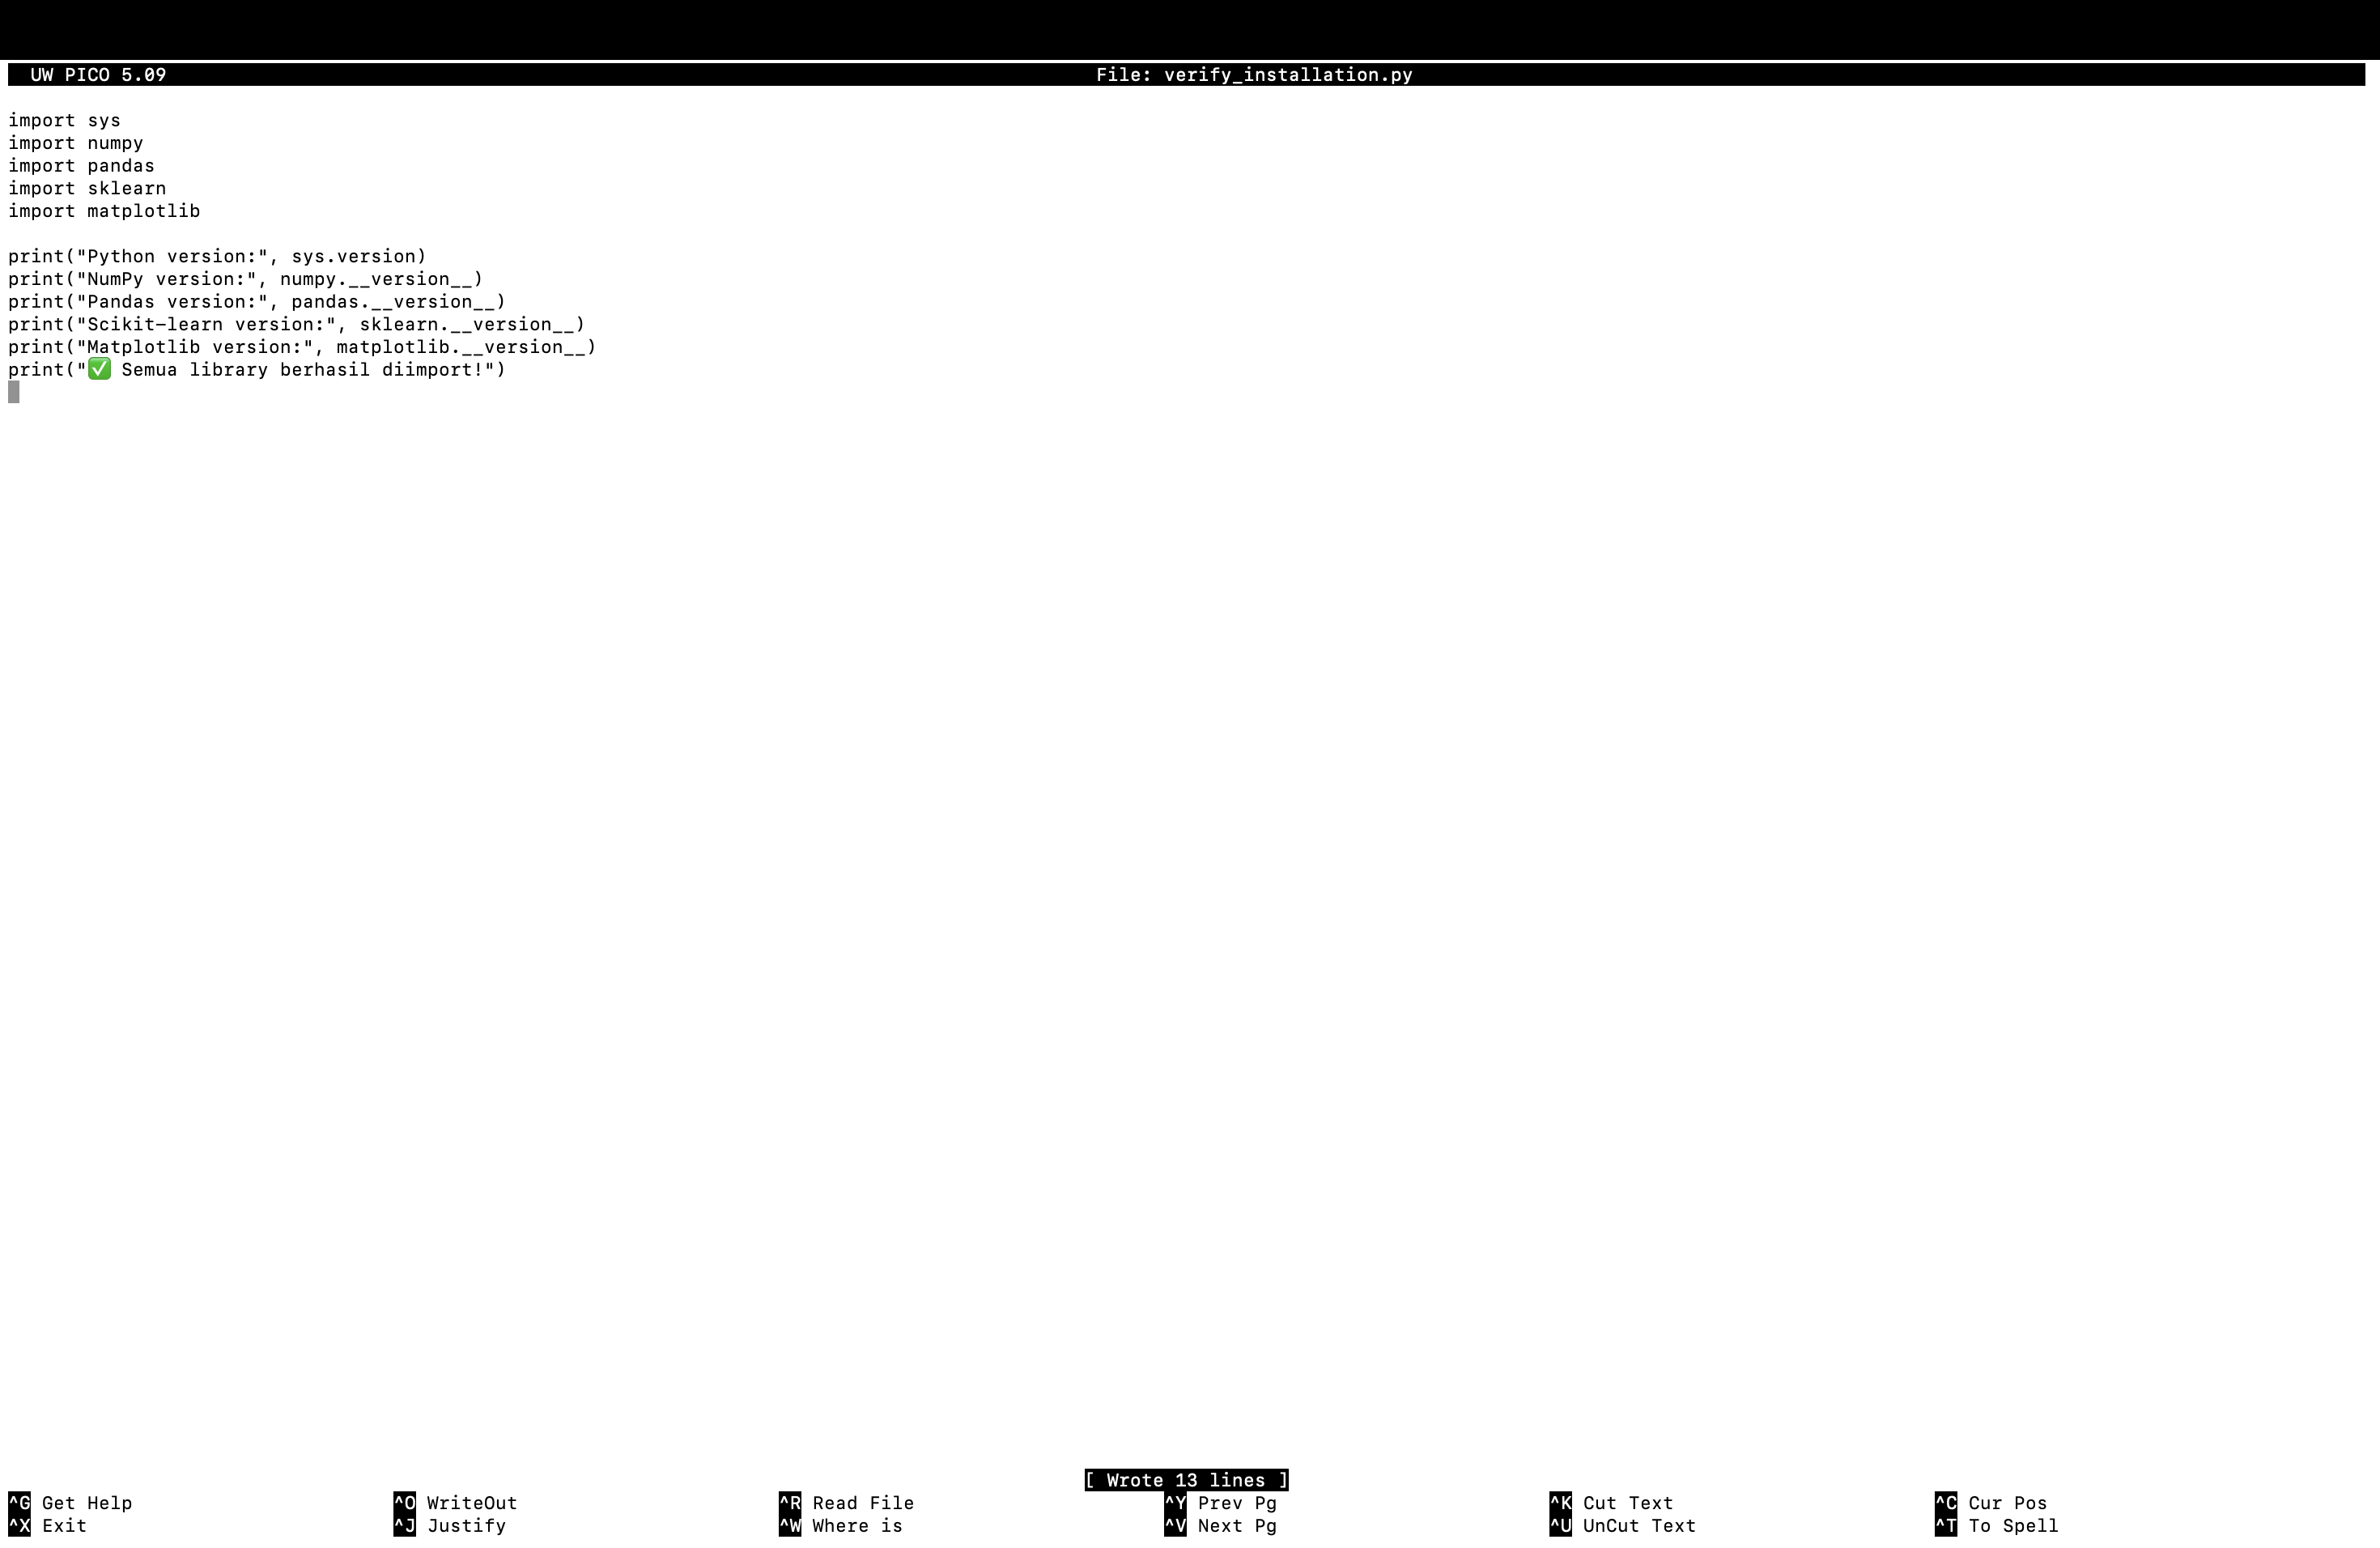 UW PICO 5.09 File: verify_installation.py
import sys
import numpy
import pandas
import sklearn
import matplotlib
print("Python version:", sys.version)
print("NumPy version:", numpy.__version__)
print("Pandas version:", pandas.__version__)
print("Scikit-learn version:", sklearn.__version__)
print("Matplotlib version:", matplotlib.__version__)
print("✅ Semua library berhasil diimport!")
[ Wrote 13 lines ]
^G Get Help ^O WriteOut ^R Read File ^Y Prev Pg ^K Cut Text ^C Cur Pos
^X Exit ^J Justify ^W Where is ^V Next Pg ^U UnCut Text ^T To Spell